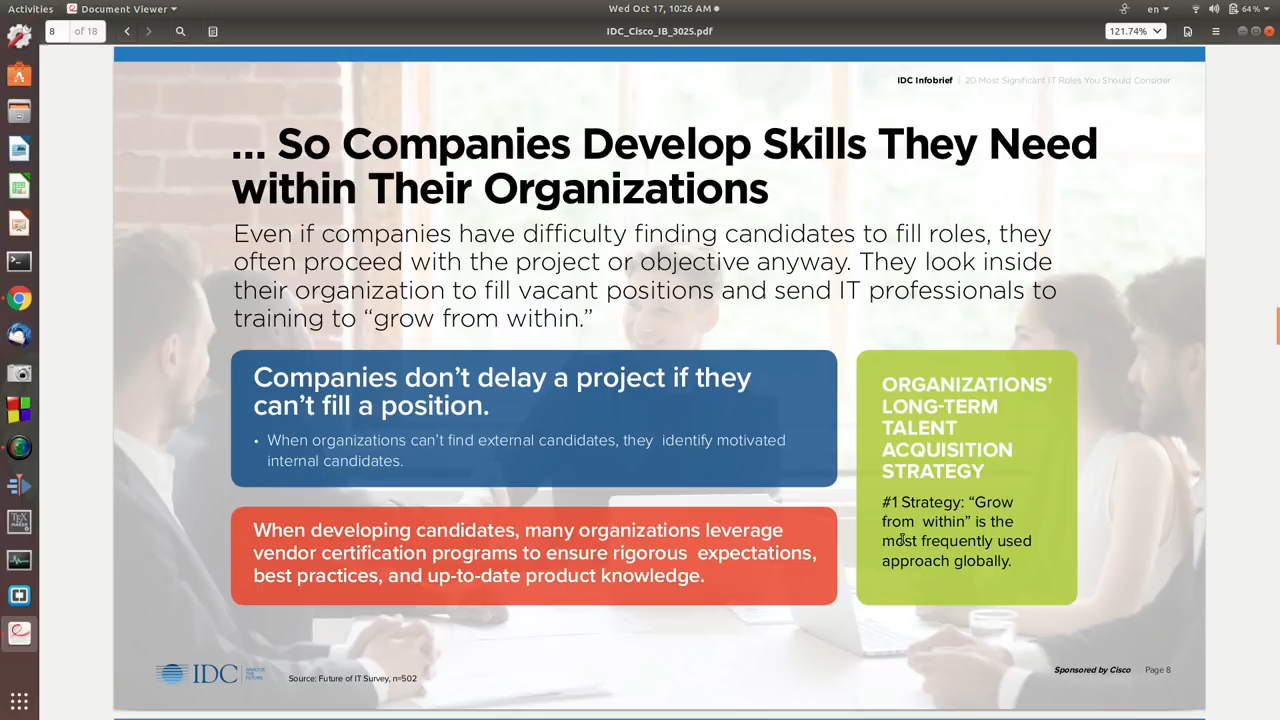 Activities
Document Viewer
Wed Oct 17, 10:26 AM
en
64%
8
of 18
IDC_Cisco_IB_3025.pdf
121.74%
IDC Infobrief | 20 Most Significant IT Roles You Should Consider
... So Companies Develop Skills They Need
within Their Organizations
Even if companies have difficulty finding candidates to fill roles, they
often proceed with the project or objective anyway. They look inside
their organization to fill vacant positions and send IT professionals to
training to “grow from within.”
Companies don’t delay a project if they
can’t fill a position.
• When organizations can’t find external candidates, they identify motivated
internal candidates.
When developing candidates, many organizations leverage
vendor certification programs to ensure rigorous expectations,
best practices, and up-to-date product knowledge.
ORGANIZATIONS’
LONG-TERM
TALENT
ACQUISITION
STRATEGY
#1 Strategy: “Grow
from within” is the
most frequently used
approach globally.
IDC
ANALYZE
THE
FUTURE
Source: Future of IT Survey, n=502
Sponsored by Cisco
Page 8